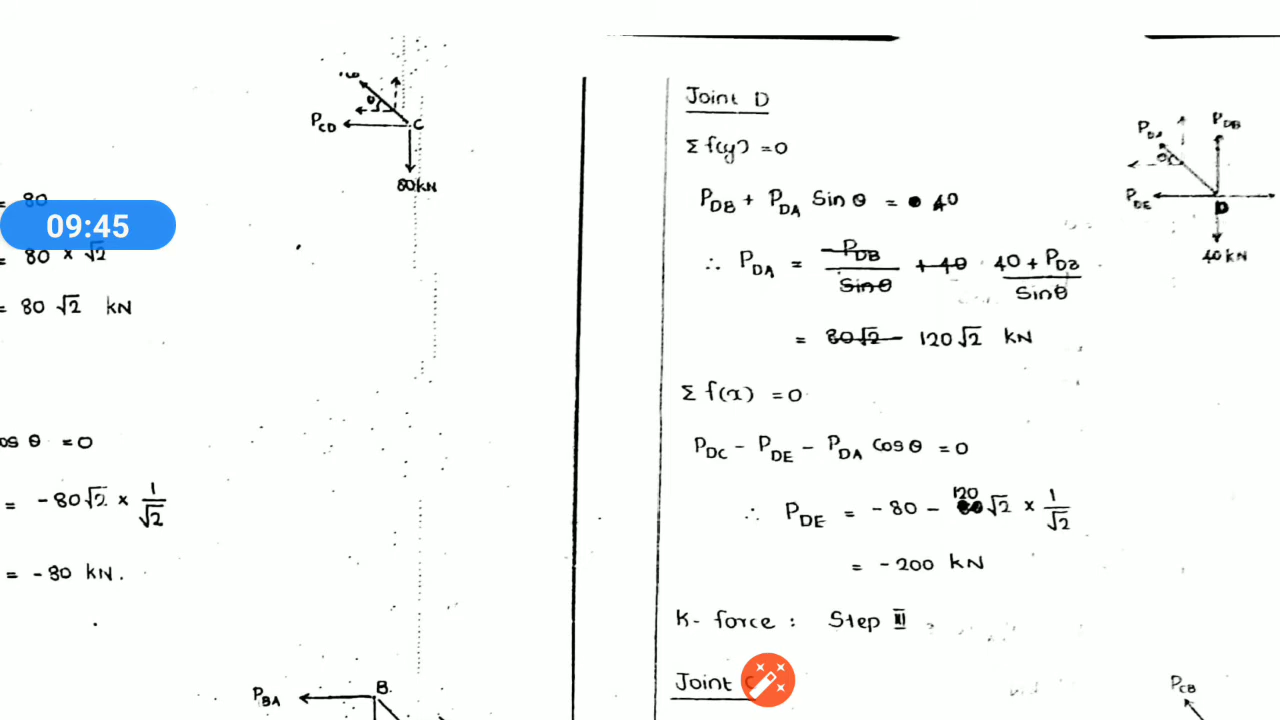 P_CD
C
80kN
= 80
09:45
= 80 × √2
= 80 √2 kN
os θ = 0
= -80√2 × 1/√2
= -80 kN.
P_BA
B.
Joint D
Σ f(y) = 0
P_DB + P_DA Sin θ = 40
∴ P_DA = -P_DB / Sinθ + 40 40 + P_DB / Sinθ
= 80√2 - 120√2 kN
Σ f(x) = 0
P_DC - P_DE - P_DA Cos θ = 0
∴ P_DE = -80 - 120 √2 × 1/√2
= -200 kN
K-force : Step III
Joint
P_DA
P_DB
θ
P_DE
D
40 kN
P_CB